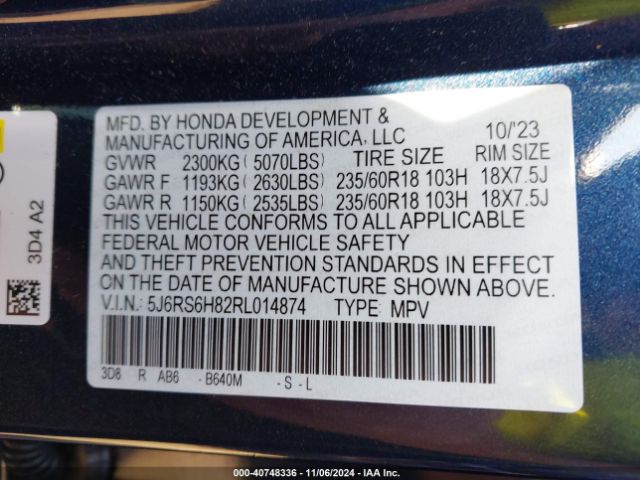 MFD. BY HONDA DEVELOPMENT &
MANUFACTURING OF AMERICA, LLC 10/'23
GVWR 2300KG ( 5070LBS) TIRE SIZE RIM SIZE
GAWR F 1193KG ( 2630LBS) 235/60R18 103H 18X7.5J
GAWR R 1150KG ( 2535LBS) 235/60R18 103H 18X7.5J
THIS VEHICLE CONFORMS TO ALL APPLICABLE
FEDERAL MOTOR VEHICLE SAFETY
AND THEFT PREVENTION STANDARDS IN EFFECT
ON THE DATE OF MANUFACTURE SHOWN ABOVE.
V.I.N.: 5J6RS6H82RL014874 TYPE: MPV
3D8 R AB6 - B640M - S - L
3D4 A2
000-40748336 - 11/06/2024 - IAA Inc.